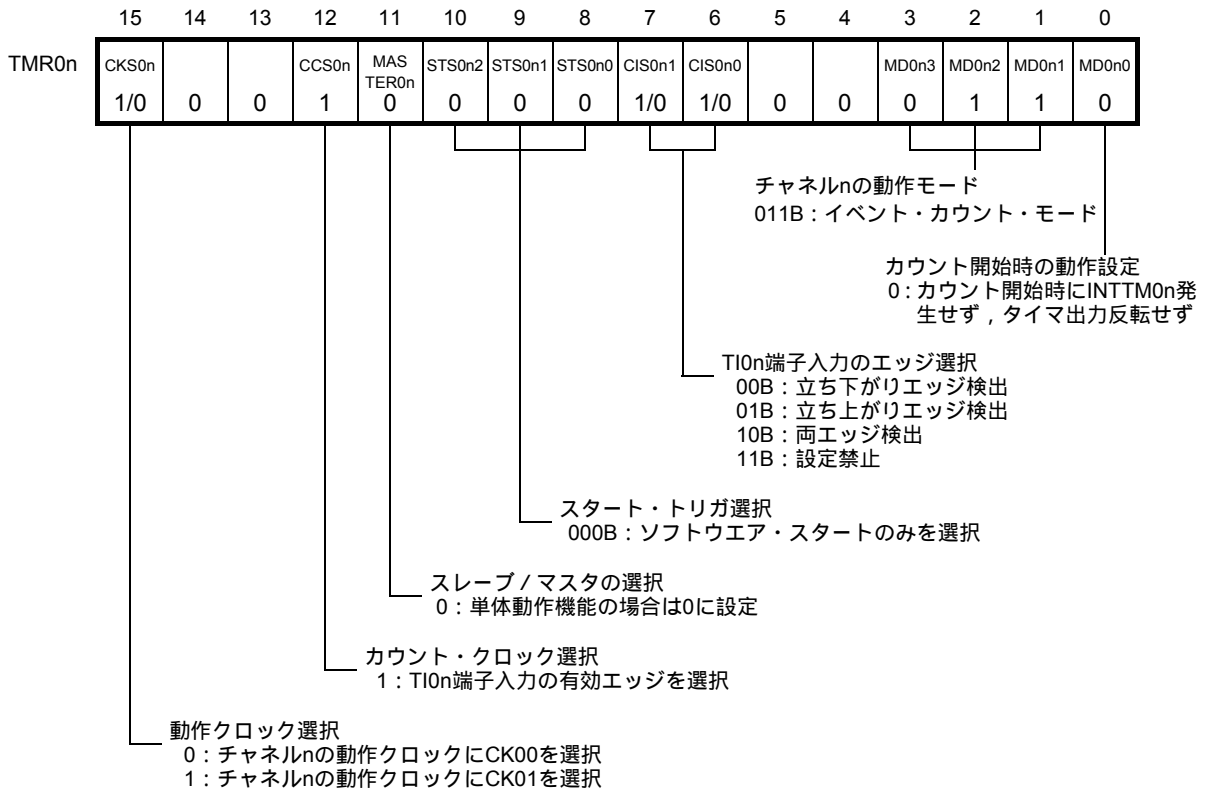 15 14 13 12 11 10 9 8 7 6 5 4 3 2 1 0
TMR0n CKS0n CCS0n MAS STS0n2 STS0n1 STS0n0 CIS0n1 CIS0n0 MD0n3 MD0n2 MD0n1 MD0n0
TER0n
1/0 0 0 1 0 0 0 0 1/0 1/0 0 0 0 1 1 0
チャネルnの動作モード
011B：イベント・カウント・モード
カウント開始時の動作設定
0：カウント開始時にINTTM0n発
生せず，タイマ出力反転せず
TI0n端子入力のエッジ選択
00B：立ち下がりエッジ検出
01B：立ち上がりエッジ検出
10B：両エッジ検出
11B：設定禁止
スタート・トリガ選択
000B：ソフトウエア・スタートのみを選択
スレーブ／マスタの選択
0：単体動作機能の場合は0に設定
カウント・クロック選択
1：TI0n端子入力の有効エッジを選択
動作クロック選択
0：チャネルnの動作クロックにCK00を選択
1：チャネルnの動作クロックにCK01を選択